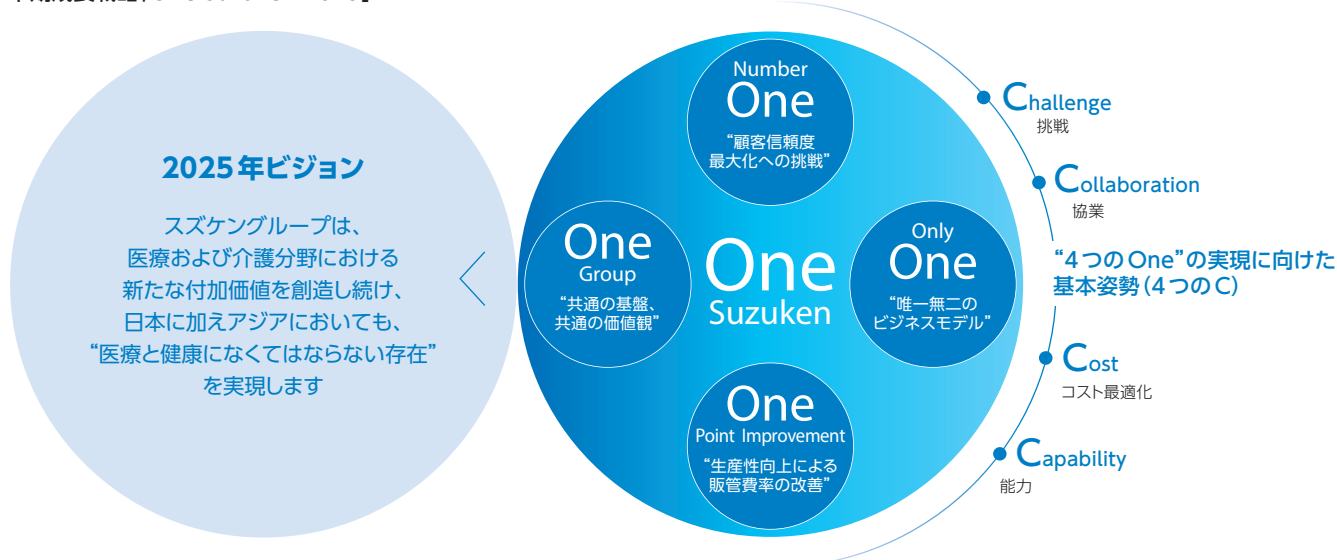 2025年ビジョン
スズケングループは、
医療および介護分野における
新たな付加価値を創造し続け、
日本に加えアジアにおいても、
“医療と健康になくてはならない存在”
を実現します
Number
One
“顧客信頼度
最大化への挑戦”
One
Group
“共通の基盤、
共通の価値観”
One
Suzuken
Only
One
“唯一無二の
ビジネスモデル”
One
Point Improvement
“生産性向上による
販管費率の改善”
Challenge
挑戦
Collaboration
協業
“4つのOne”の実現に向けた
基本姿勢（4つのC）
Cost
コスト最適化
Capability
能力